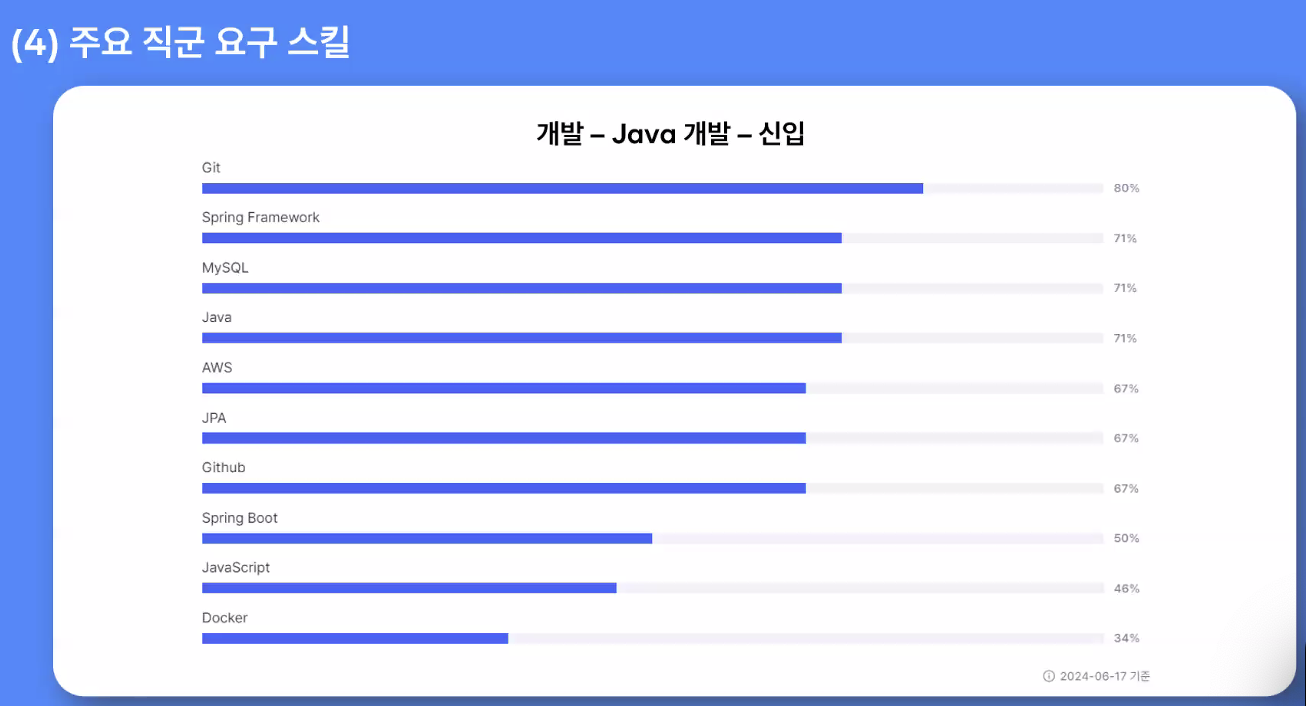 (4) 주요 직군 요구 스킬
개발 – Java 개발 – 신입
Git
80%
Spring Framework
71%
MySQL
71%
Java
71%
AWS
67%
JPA
67%
Github
67%
Spring Boot
50%
JavaScript
46%
Docker
34%
2024-06-17 기준